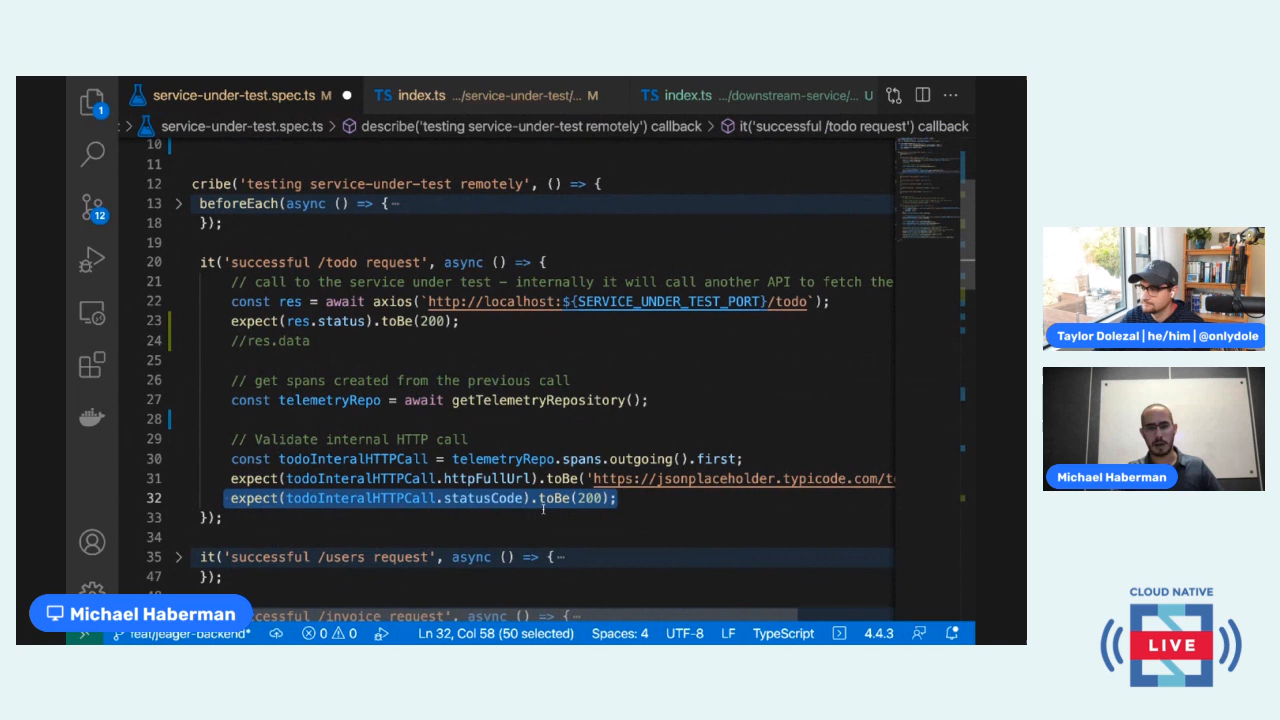 1
12
service-under-test.spec.ts M
TS index.ts .../service-under-test/... M
TS index.ts .../downstream-service/... U
service-under-test.spec.ts > describe('testing service-under-test remotely') callback > it('successful /todo request') callback
10
11
12 cribe('testing service-under-test remotely', () => {
13 beforeEach(async () => {
18 });
19
20 it('successful /todo request', async () => {
21 // call to the service under test – internally it will call another API to fetch the
22 const res = await axios(`http://localhost:${SERVICE_UNDER_TEST_PORT}/todo`);
23 expect(res.status).toBe(200);
24 //res.data
25
26 // get spans created from the previous call
27 const telemetryRepo = await getTelemetryRepository();
28
29 // Validate internal HTTP call
30 const todoInteralHTTPCall = telemetryRepo.spans.outgoing().first;
31 expect(todoInteralHTTPCall.httpFullUrl).toBe('https://jsonplaceholder.typicode.com/t
32 expect(todoInteralHTTPCall.statusCode).toBe(200);
33 });
34
35 it('successful /users request', async () => {
47 });
ccessful /invoice request', async () => {
feat/jeager-backend* 0 0 Ln 32, Col 58 (50 selected) Spaces: 4 UTF-8 LF TypeScript 4.4.3
Michael Haberman
Taylor Dolezal | he/him | @onlydole
Michael Haberman
CLOUD NATIVE
LIVE